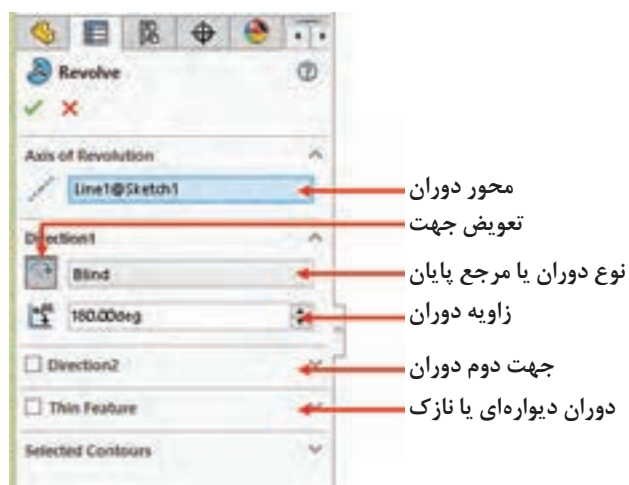 Revolve
Axis of Revolution
Line1@Sketch1
محور دوران
تعویض جهت
Direction1
Blind
نوع دوران یا مرجع پایان
180.00deg
زاویه دوران
Direction2
جهت دوم دوران
Thin Feature
دوران دیواره‌ای یا نازک
Selected Contours